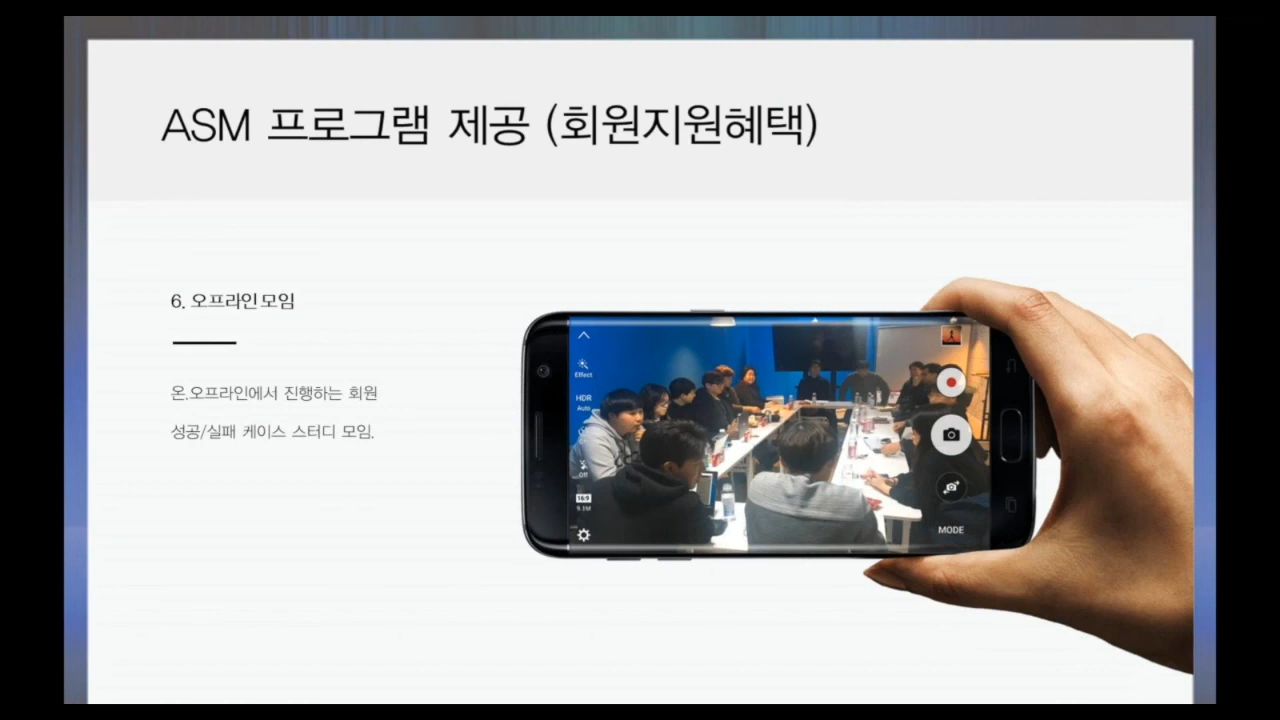 ASM 프로그램 제공 (회원지원혜택)
6. 오프라인 모임
온.오프라인에서 진행하는 회원
성공/실패 케이스 스터디 모임.
Effect
HDR
Auto
Off
16:9
9.1M
MODE